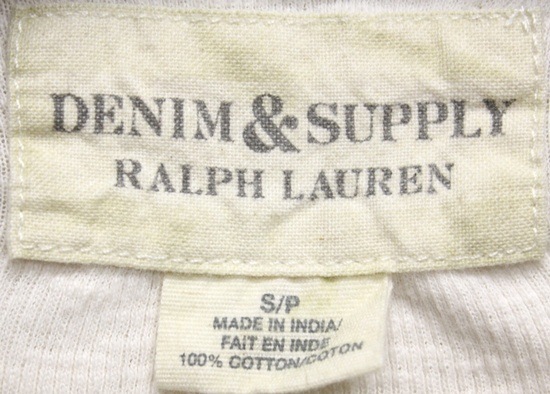 DENIM & SUPPLY
RALPH LAUREN
S/P
MADE IN INDIA/
FAIT EN INDE
100% COTTON/COTON